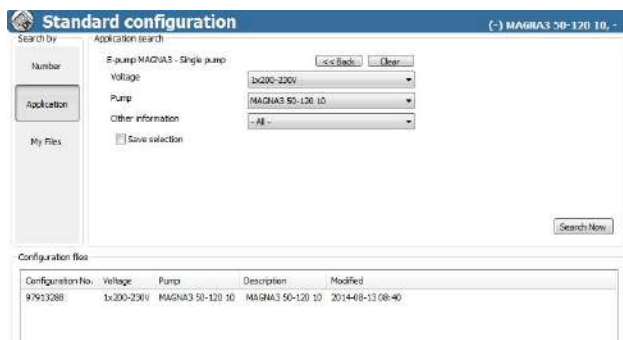 Standard configuration
(-) MAGNA3 50-120 10, -
Search by
Application search
Number
Application
My Files
E-pump MAGNA3 - Single pump
<< Back
Clear
Voltage
1x200-230V
Pump
MAGNA3 50-120 10
Other information
- All -
Save selection
Search Now
Configuration files
Configuration No. Voltage Pump Description Modified
97913288 1x200-230V MAGNA3 50-120 10 MAGNA3 50-120 10 2014-08-13 08:40